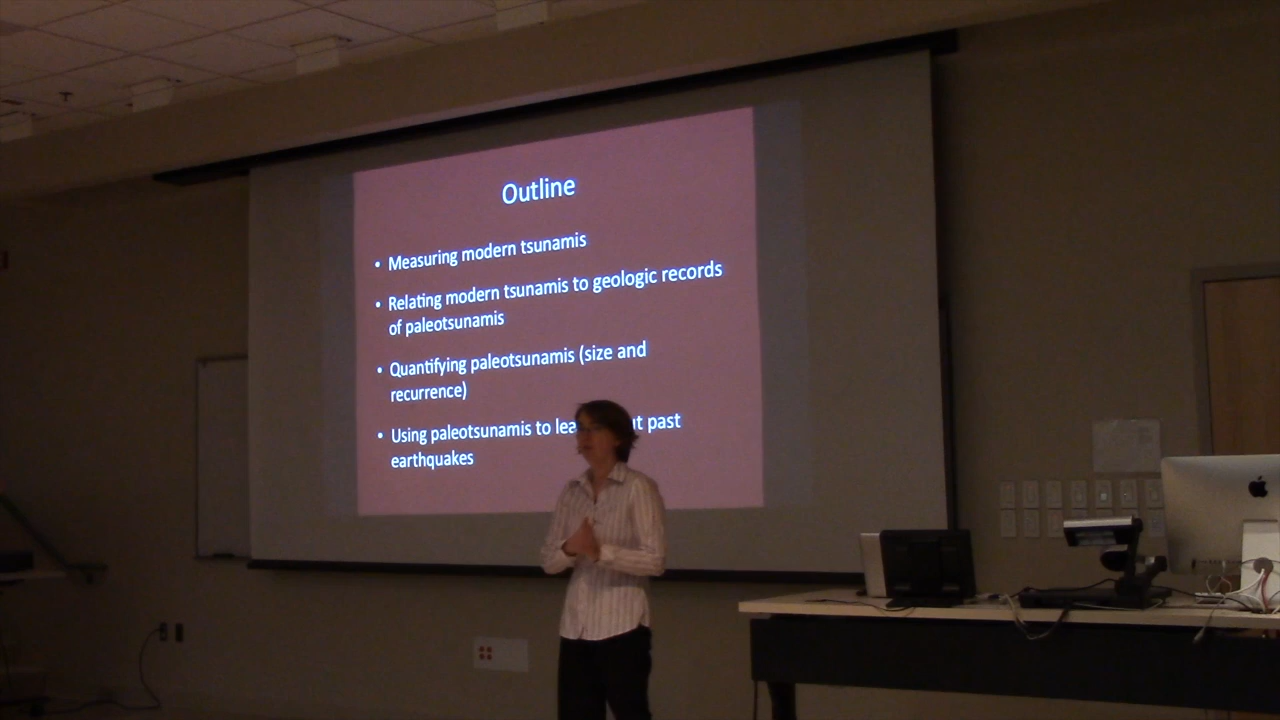 Outline
• Measuring modern tsunamis
• Relating modern tsunamis to geologic records
of paleotsunamis
• Quantifying paleotsunamis (size and
recurrence)
• Using paleotsunamis to past
earthquakes